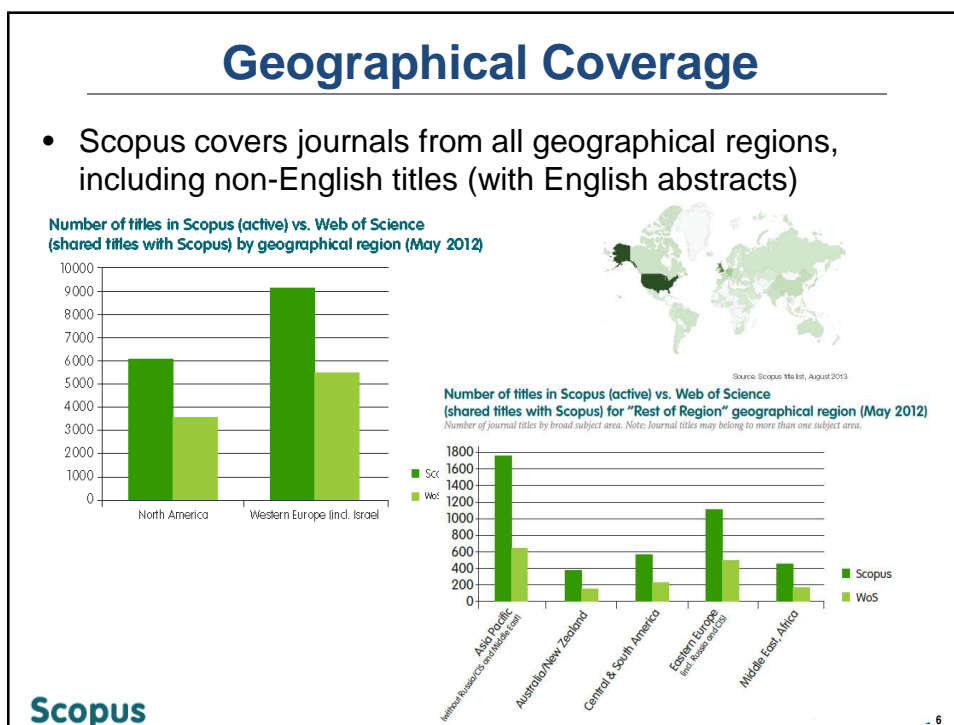 Geographical Coverage
• Scopus covers journals from all geographical regions,
including non-English titles (with English abstracts)
Number of titles in Scopus (active) vs. Web of Science
(shared titles with Scopus) by geographical region (May 2012)
10000
9000
8000
7000
6000
5000
4000
3000
2000
1000
0
North America
Western Europe (incl. Israel
Sc
WoS
Source: Scopus title list, August 2013
Number of titles in Scopus (active) vs. Web of Science
(shared titles with Scopus) for "Rest of Region" geographical region (May 2012)
Number of journal titles by broad subject area. Note: Journal titles may belong to more than one subject area.
1800
1600
1400
1200
1000
800
600
400
200
0
Asia Pacific
(without Russia/CIS and Middle East)
Australia/New Zealand
Central & South America
Eastern Europe
(incl. Russia and CIS)
Middle East, Africa
Scopus
WoS
Scopus
6